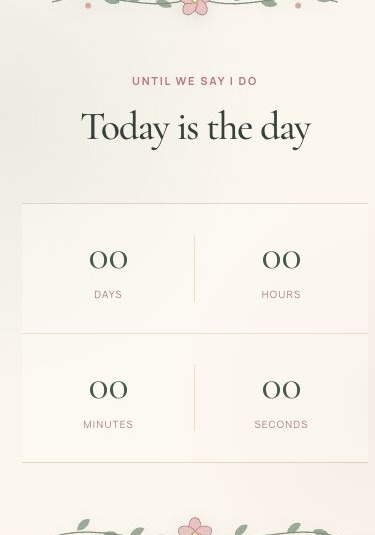 UNTIL WE SAY I DO
Today is the day
00 00
DAYS HOURS
00 00
MINUTES SECONDS